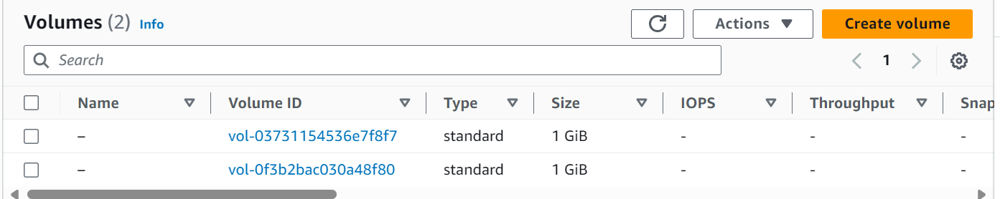 Volumes (2) Info Actions Create volume
Search 1
Name Volume ID Type Size IOPS Throughput Snap
– vol-03731154536e7f8f7 standard 1 GiB - - -
– vol-0f3b2bac030a48f80 standard 1 GiB - - -